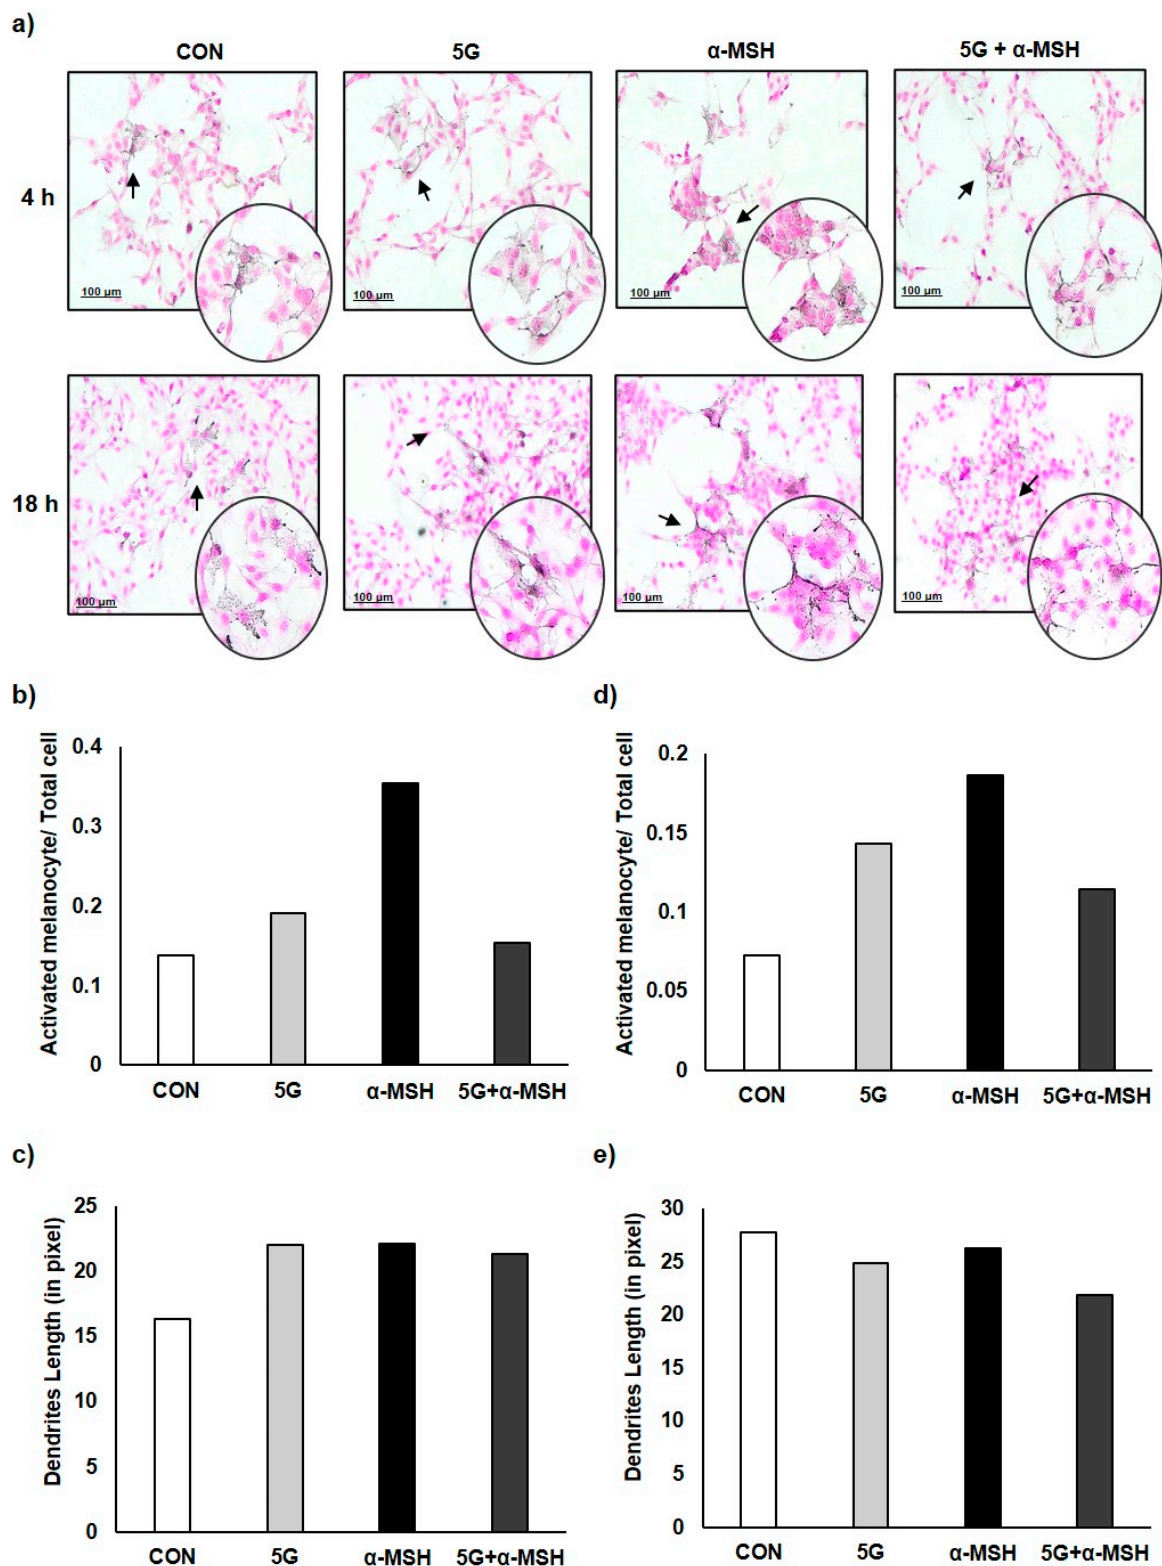 a)
CON
5G
α-MSH
5G + α-MSH
4 h
100 µm
100 µm
100 µm
100 µm
18 h
100 µm
100 µm
100 µm
100 µm
b)
Activated melanocyte/ Total cell
0.4
0.3
0.2
0.1
0
CON
5G
α-MSH
5G+α-MSH
d)
Activated melanocyte/ Total cell
0.2
0.15
0.1
0.05
0
CON
5G
α-MSH
5G+α-MSH
c)
Dendrites Length (in pixel)
25
20
15
10
5
0
CON
5G
α-MSH
5G+α-MSH
e)
Dendrites Length (in pixel)
30
25
20
15
10
5
0
CON
5G
α-MSH
5G+α-MSH